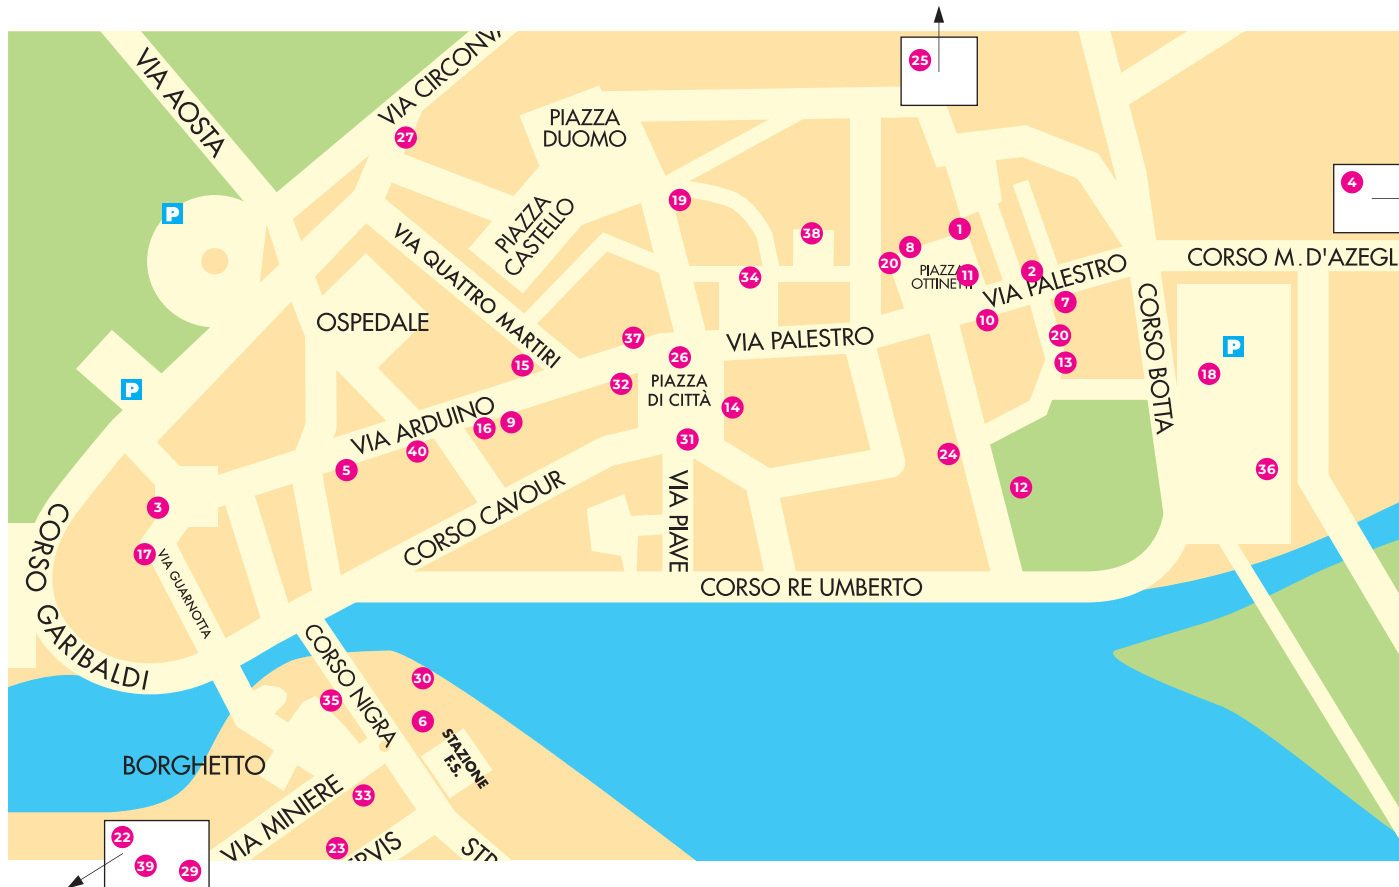 25
VIA AOSTA
VIA CIRCONV
PIAZZA
DUOMO
27
4
P
19
PIAZZA
CASTELLO
38
1
8
VIA QUATTRO MARTIRI
20
PIAZZA
OTTINETTI
11
2
34
VIA PALESTRO
CORSO M. D'AZEGL
7
OSPEDALE
10
37
VIA PALESTRO
20
CORSO BOTTA
P
26
15
13
18
P
32
PIAZZA
DI CITTÀ
14
VIA ARDUINO
9
16
31
40
24
5
36
12
3
CORSO CAVOUR
VIA PIAVE
17
VIA GUARNOTTA
CORSO GARIBALDI
CORSO RE UMBERTO
CORSO NIGRA
30
35
6
STAZIONE
F.S.
BORGHETTO
33
VIA MINIERE
22
23
RVIS
STR
39
29